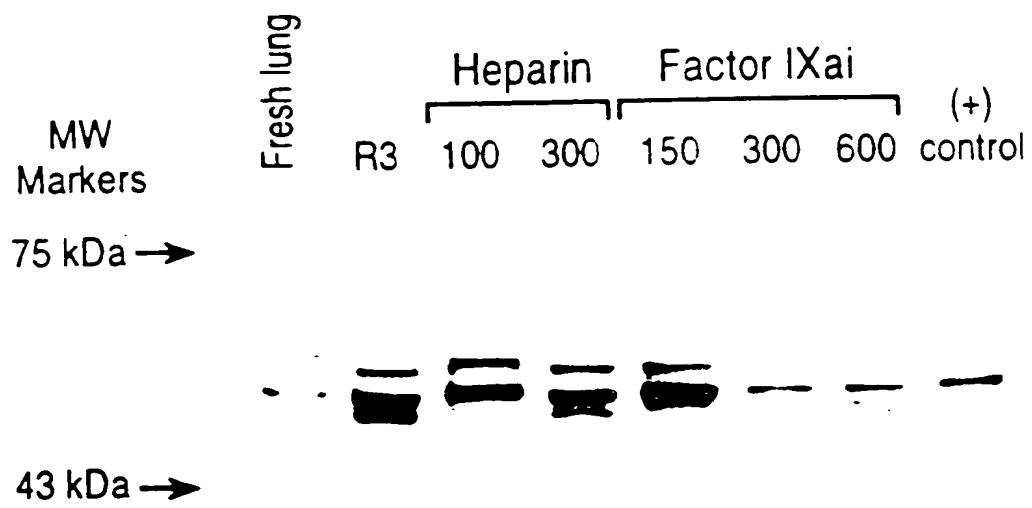 MW
Markers
Fresh lung
R3
Heparin
100 300
Factor IXai
150 300 600
(+)
control
75 kDa
43 kDa